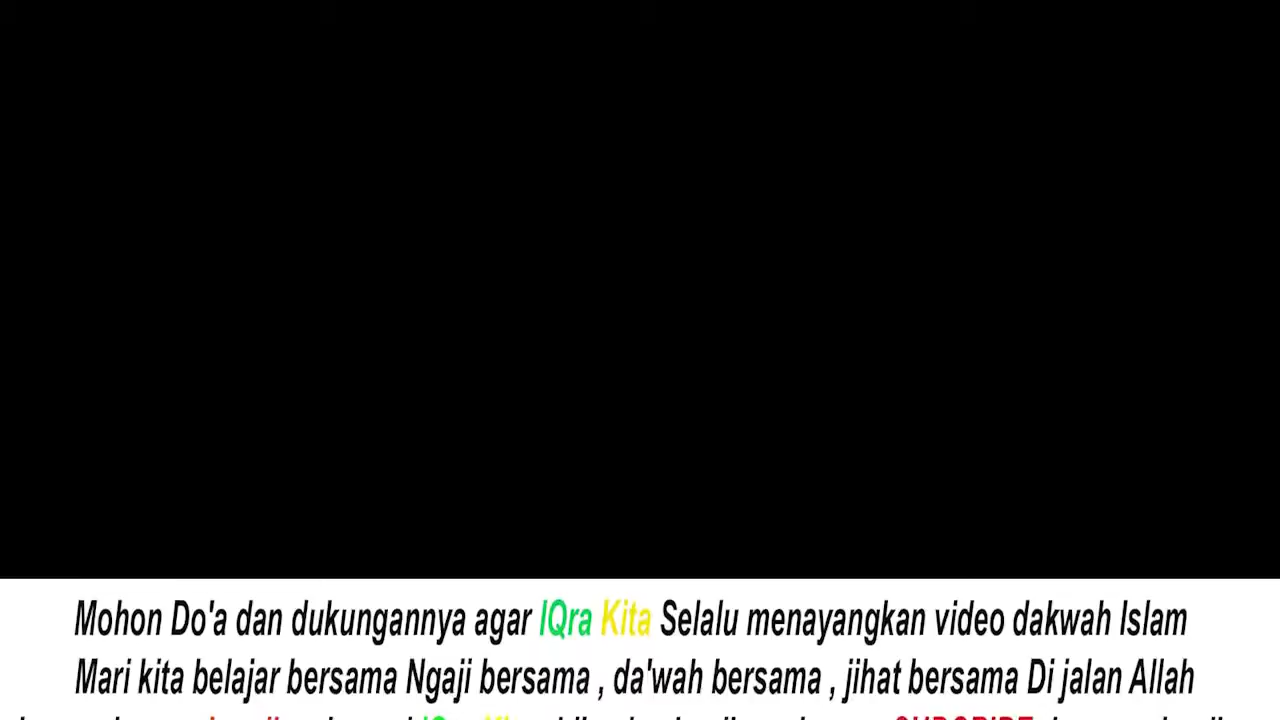 Mohon Do'a dan dukungannya agar IQra Kita Selalu menayangkan video dakwah Islam
Mari kita belajar bersama Ngaji bersama , da'wah bersama , jihat bersama Di jalan Allah